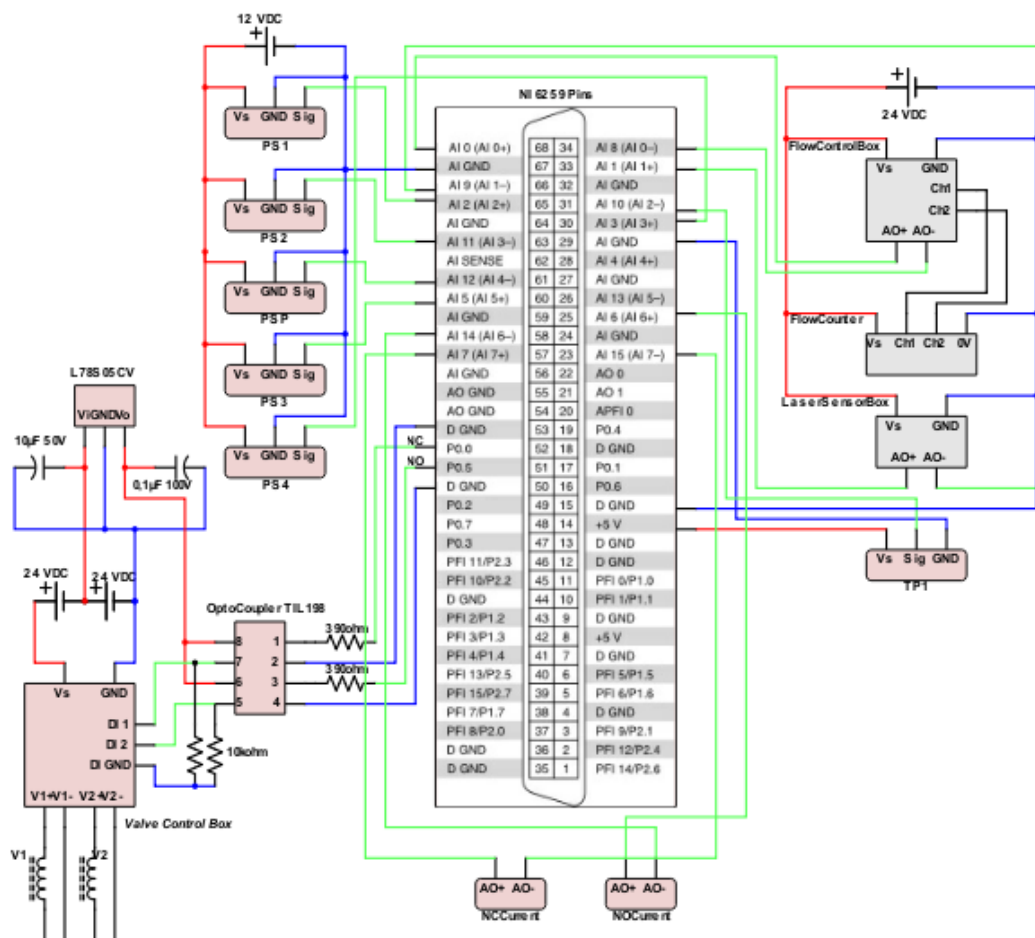 12 VDC
Vs GND Sig
PS1
Vs GND Sig
PS2
Vs GND Sig
PSP
Vs GND Sig
PS3
Vs GND Sig
PS4
L78S05CV
ViGNDVo
10µF 50V
0,1µF 100V
24 VDC
24 VDC
OptoCoupler TIL198
8 1
7 2
6 3
5 4
390ohm
390ohm
10kohm
Vs GND
DI 1
DI 2
DI GND
V1+V1- V2+V2-
Valve Control Box
V1
V2
NC
NO
NI 6259 Pins
AI 0 (AI 0+) 68 34 AI 8 (AI 0–)
AI GND 67 33 AI 1 (AI 1+)
AI 9 (AI 1–) 66 32 AI GND
AI 2 (AI 2+) 65 31 AI 10 (AI 2–)
AI GND 64 30 AI 3 (AI 3+)
AI 11 (AI 3–) 63 29 AI GND
AI SENSE 62 28 AI 4 (AI 4+)
AI 12 (AI 4–) 61 27 AI GND
AI 5 (AI 5+) 60 26 AI 13 (AI 5–)
AI GND 59 25 AI 6 (AI 6+)
AI 14 (AI 6–) 58 24 AI GND
AI 7 (AI 7+) 57 23 AI 15 (AI 7–)
AI GND 56 22 AO 0
AO GND 55 21 AO 1
AO GND 54 20 APFI 0
D GND 53 19 P0.4
P0.0 52 18 D GND
P0.5 51 17 P0.1
D GND 50 16 P0.6
P0.2 49 15 D GND
P0.7 48 14 +5 V
P0.3 47 13 D GND
PFI 11/P2.3 46 12 D GND
PFI 10/P2.2 45 11 PFI 0/P1.0
D GND 44 10 PFI 1/P1.1
PFI 2/P1.2 43 9 D GND
PFI 3/P1.3 42 8 +5 V
PFI 4/P1.4 41 7 D GND
PFI 13/P2.5 40 6 PFI 5/P1.5
PFI 15/P2.7 39 5 PFI 6/P1.6
PFI 7/P1.7 38 4 D GND
PFI 8/P2.0 37 3 PFI 9/P2.1
D GND 36 2 PFI 12/P2.4
D GND 35 1 PFI 14/P2.6
24 VDC
FlowControlBox
Vs GND
Ch1
Ch2
AO+ AO-
FlowCounter
Vs Ch1 Ch2 0V
LaserSensorBox
Vs GND
AO+ AO-
Vs Sig GND
TP1
AO+ AO-
NCCurrent
AO+ AO-
NOCurrent